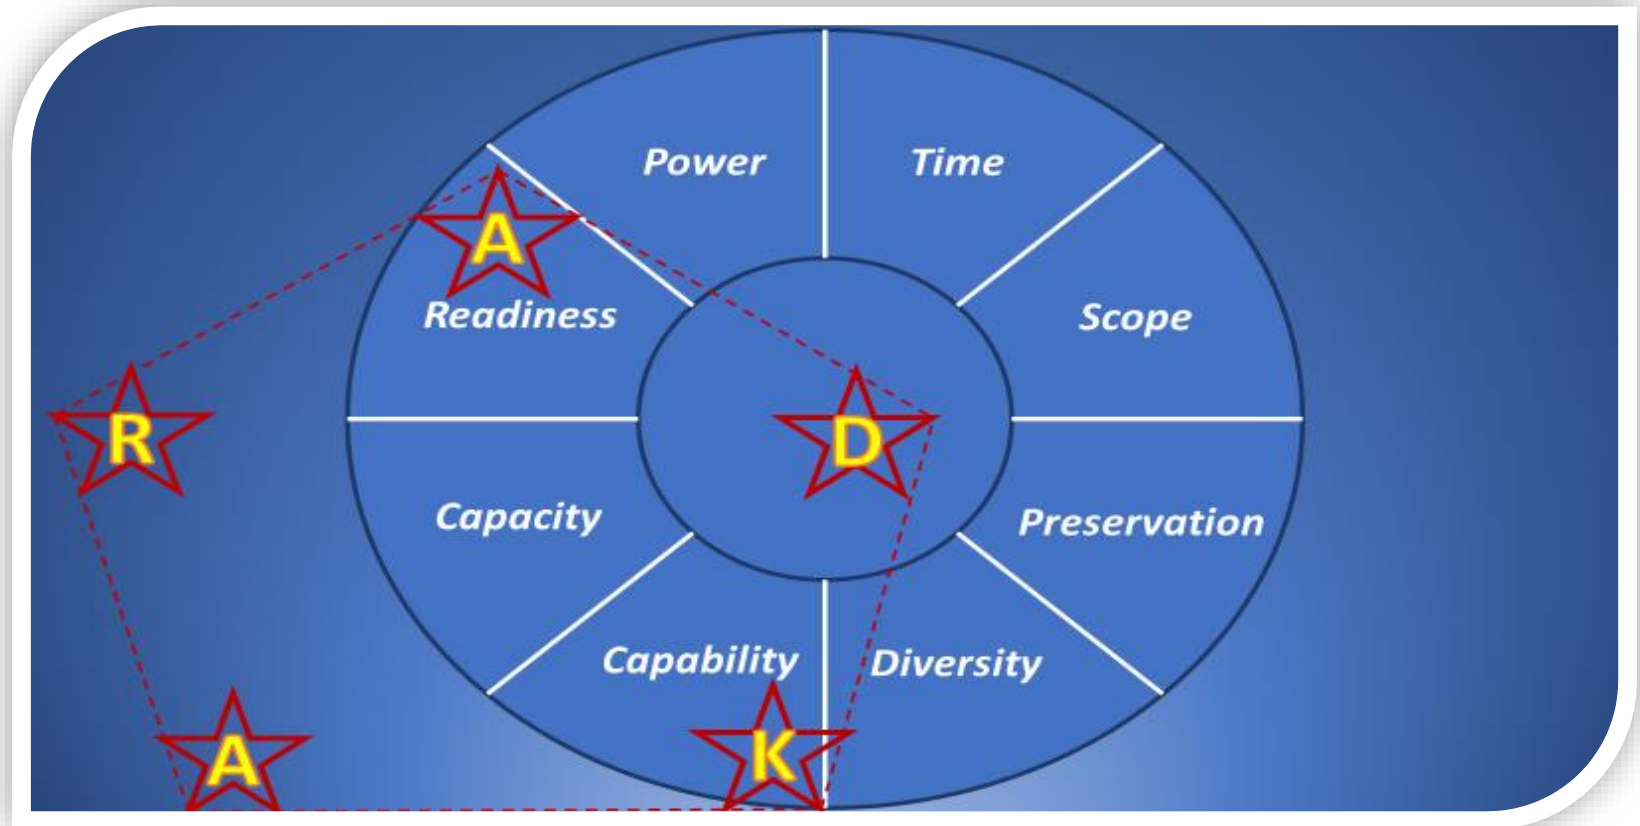 Power
Time
A
Readiness
Scope
R
D
Capacity
Preservation
Capability
Diversity
A
K